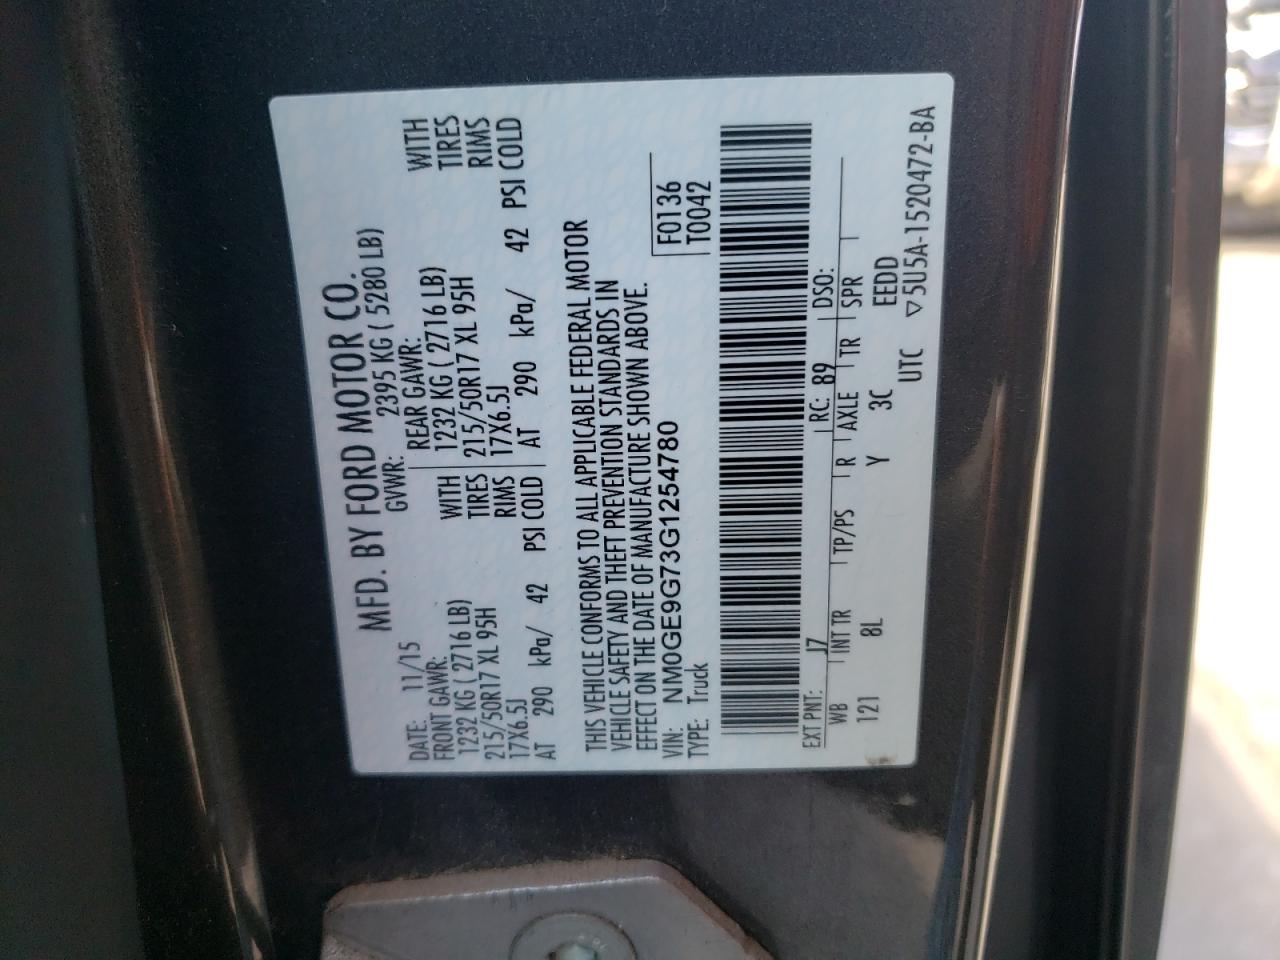 MFD. BY FORD MOTOR CO.
DATE: 11/15 GVWR: 2395 KG ( 5280 LB)
FRONT GAWR: REAR GAWR:
1232 KG ( 2716 LB) WITH 1232 KG ( 2716 LB) WITH
215/50R17 XL 95H TIRES 215/50R17 XL 95H TIRES
17X6.5J RIMS 17X6.5J RIMS
AT 290 kPa/ 42 PSI COLD AT 290 kPa/ 42 PSI COLD
THIS VEHICLE CONFORMS TO ALL APPLICABLE FEDERAL MOTOR
VEHICLE SAFETY AND THEFT PREVENTION STANDARDS IN
EFFECT ON THE DATE OF MANUFACTURE SHOWN ABOVE.
VIN: NM0GE9G73G1254780 F0136
TYPE: Truck T0042
EXT PNT: J7 RC: 89 DSO:
WB INT TR TP/PS R AXLE TR SPR
121 8L Y 3C EEDD
UTC ▽5U5A-1520472-BA